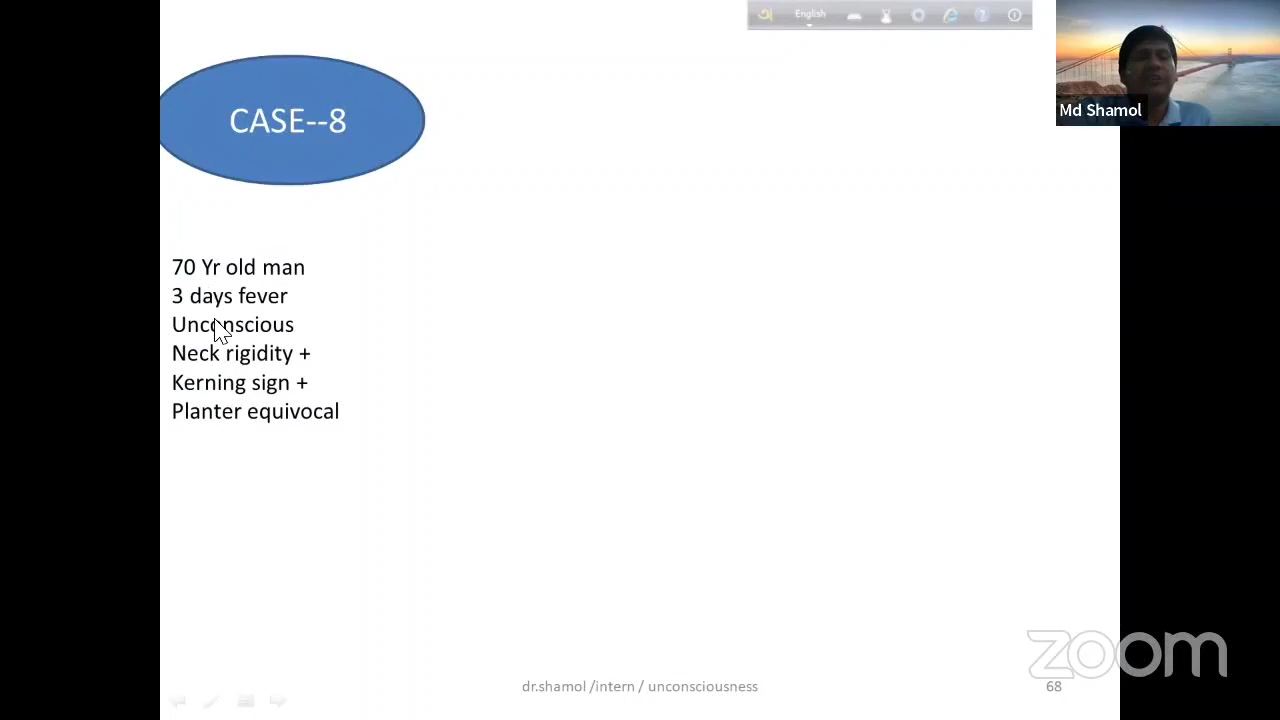 English
Md Shamol
CASE--8
70 Yr old man
3 days fever
Unconscious
Neck rigidity +
Kerning sign +
Planter equivocal
zoom
dr.shamol /intern / unconsciousness
68